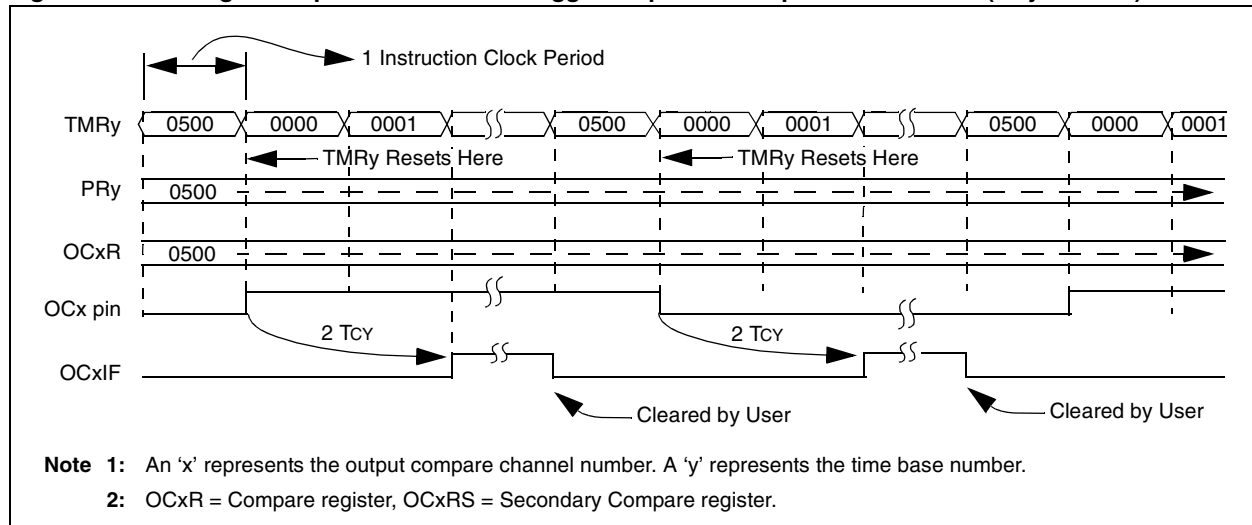 1 Instruction Clock Period
TMRy 0500 0000 0001 0500 0000 0001 0500 0000 0001
TMRy Resets Here TMRy Resets Here
PRy 0500
OCxR 0500
OCx pin
2 TCY 2 TCY
OCxIF
Cleared by User Cleared by User
Note 1: An ‘x’ represents the output compare channel number. A ‘y’ represents the time base number.
2: OCxR = Compare register, OCxRS = Secondary Compare register.